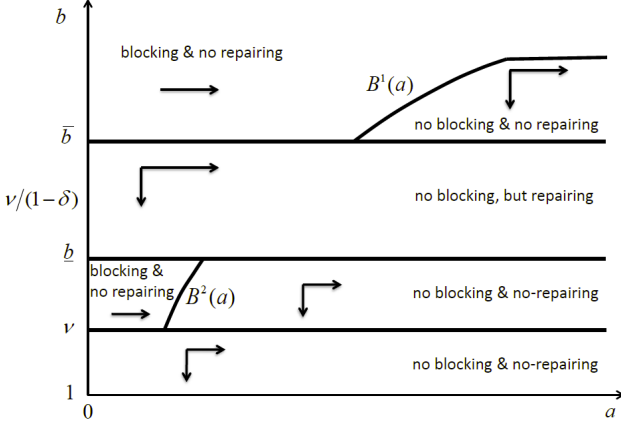 b
blocking & no repairing
B¹(a)
no blocking & no repairing
b̅
ν/(1−δ)
no blocking, but repairing
b̲
blocking &
no repairing
B²(a)
no blocking & no-repairing
ν
no blocking & no-repairing
1
0
a